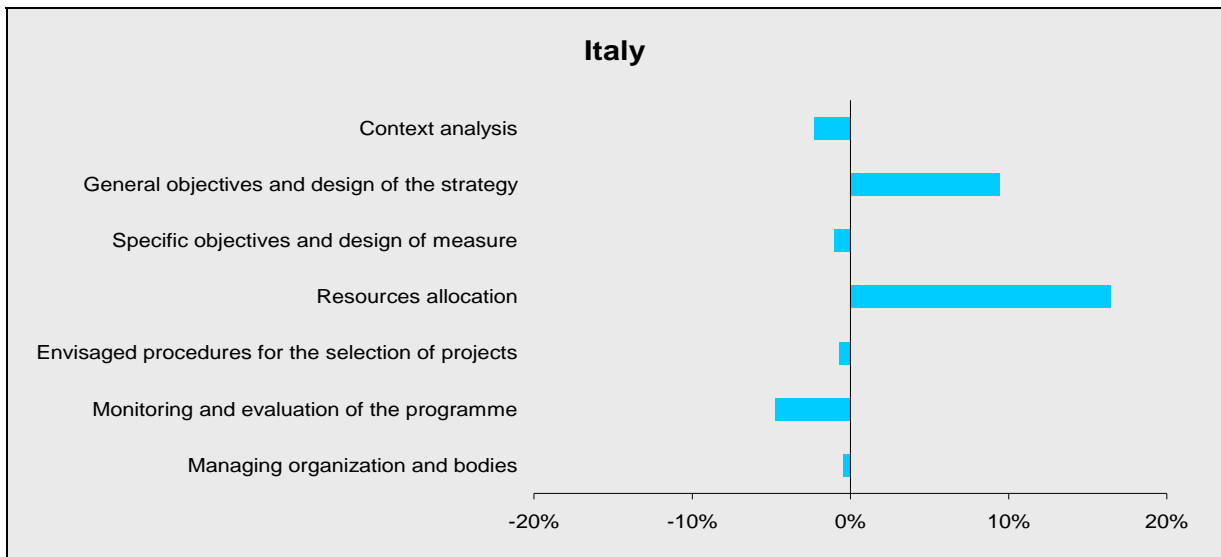 Italy
Context analysis
General objectives and design of the strategy
Specific objectives and design of measure
Resources allocation
Envisaged procedures for the selection of projects
Monitoring and evaluation of the programme
Managing organization and bodies
-20% -10% 0% 10% 20%